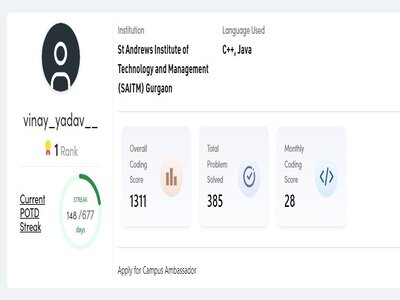 Institution
St Andrews Institute of
Technology and Management
(SAITM) Gurgaon
Language Used
C++, Java
vinay_yadav__
1 Rank
Current
POTD
Streak
STREAK
148 /677
days
Overall
Coding
Score
1311
Total
Problem
Solved
385
Monthly
Coding
Score
28
Apply for Campus Ambassador